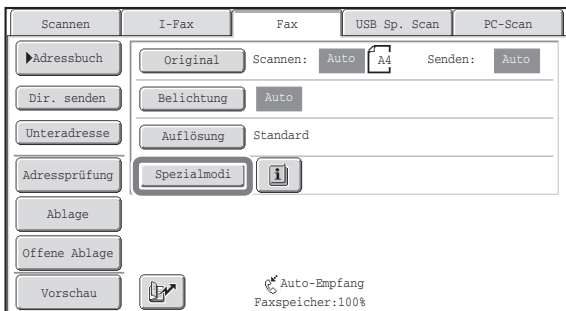 Scannen I-Fax Fax USB Sp. Scan PC-Scan
Adressbuch
Original Scannen: Auto A4 Senden: Auto
Dir. senden
Belichtung Auto
Unteradresse
Auflösung Standard
Adressprüfung
Spezialmodi
Ablage
Offene Ablage
Vorschau
Auto-Empfang
Faxspeicher:100%